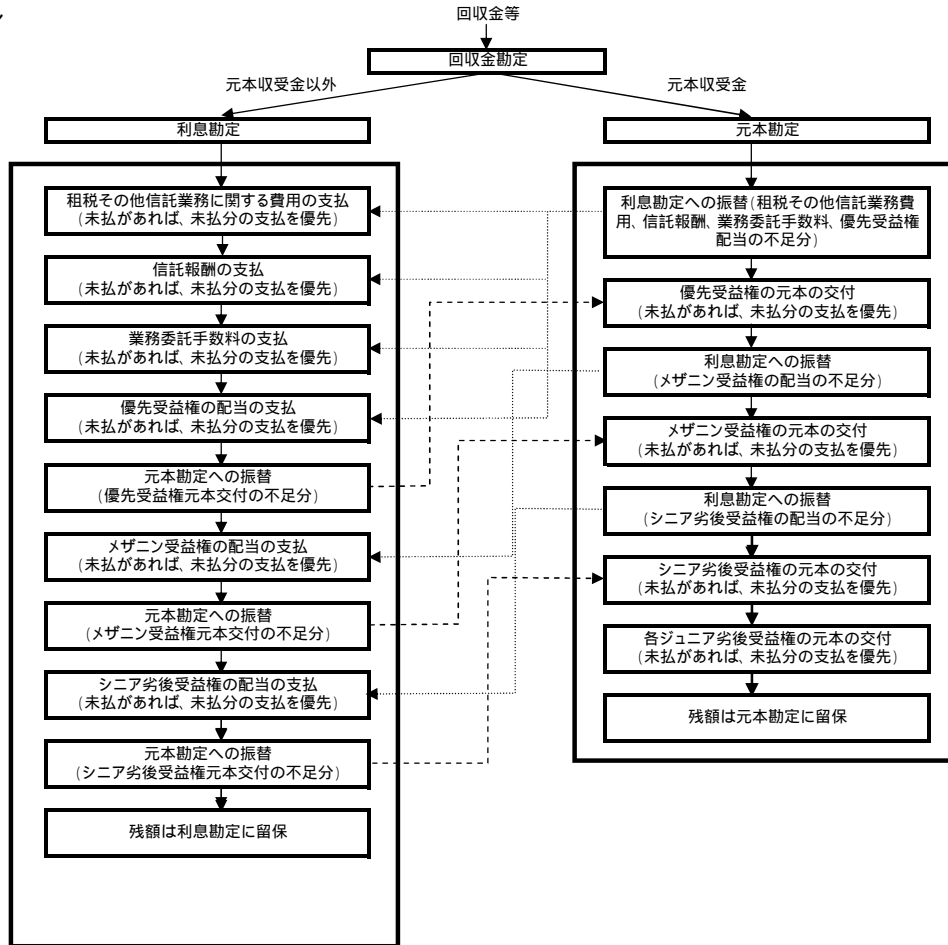 回収金等
回収金勘定
元本収受金以外
元本収受金
利息勘定
元本勘定
租税その他信託業務に関する費用の支払
(未払があれば、未払分の支払を優先)
信託報酬の支払
(未払があれば、未払分の支払を優先)
業務委託手数料の支払
(未払があれば、未払分の支払を優先)
優先受益権の配当の支払
(未払があれば、未払分の支払を優先)
元本勘定への振替
(優先受益権元本交付の不足分)
メザニン受益権の配当の支払
(未払があれば、未払分の支払を優先)
元本勘定への振替
(メザニン受益権元本交付の不足分)
シニア劣後受益権の配当の支払
(未払があれば、未払分の支払を優先)
元本勘定への振替
(シニア劣後受益権元本交付の不足分)
残額は利息勘定に留保
利息勘定への振替(租税その他信託業務費
用、信託報酬、業務委託手数料、優先受益権
配当の不足分)
優先受益権の元本の交付
(未払があれば、未払分の支払を優先)
利息勘定への振替
(メザニン受益権の配当の不足分)
メザニン受益権の元本の交付
(未払があれば、未払分の支払を優先)
利息勘定への振替
(シニア劣後受益権の配当の不足分)
シニア劣後受益権の元本の交付
(未払があれば、未払分の支払を優先)
各ジュニア劣後受益権の元本の交付
(未払があれば、未払分の支払を優先)
残額は元本勘定に留保